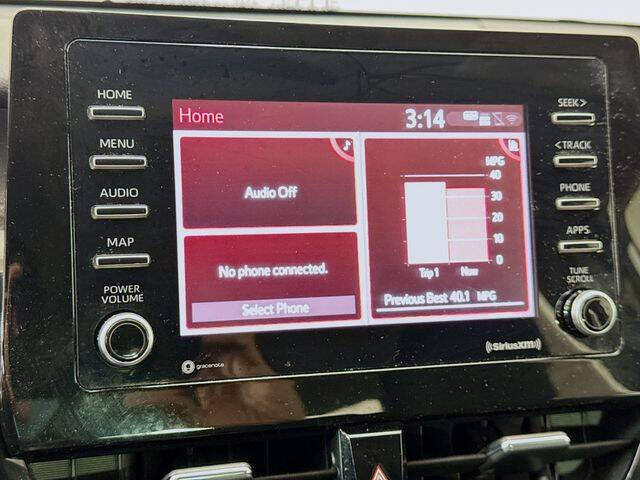 HOME
MENU
AUDIO
MAP
POWER
VOLUME
Home
3:14
Audio Off
No phone connected.
Select Phone
MPG
40
30
20
10
0
Trip 1
Now
Previous Best 40.1 MPG
SEEK>
<TRACK
PHONE
APPS
TUNE
SCROLL
gracenote
((SiriusXM))